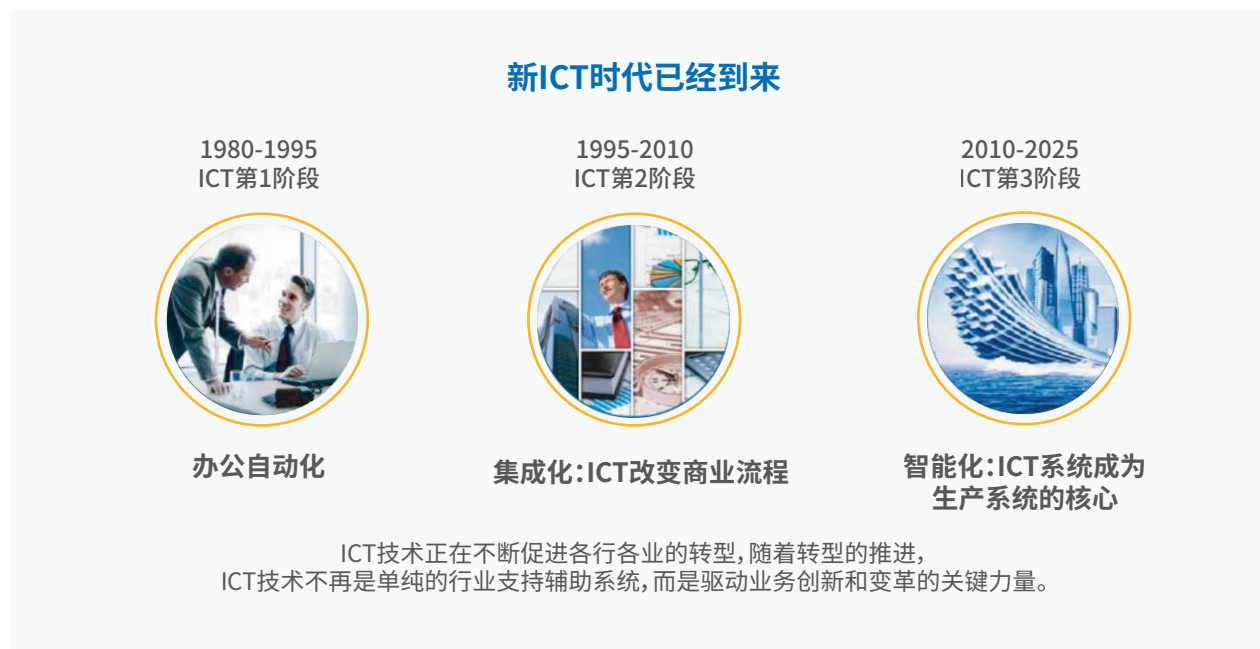 新ICT时代已经到来
1980-1995
ICT第1阶段
1995-2010
ICT第2阶段
2010-2025
ICT第3阶段
办公自动化
集成化:ICT改变商业流程
智能化:ICT系统成为
生产系统的核心
ICT技术正在不断促进各行各业的转型,随着转型的推进,
ICT技术不再是单纯的行业支持辅助系统,而是驱动业务创新和变革的关键力量。